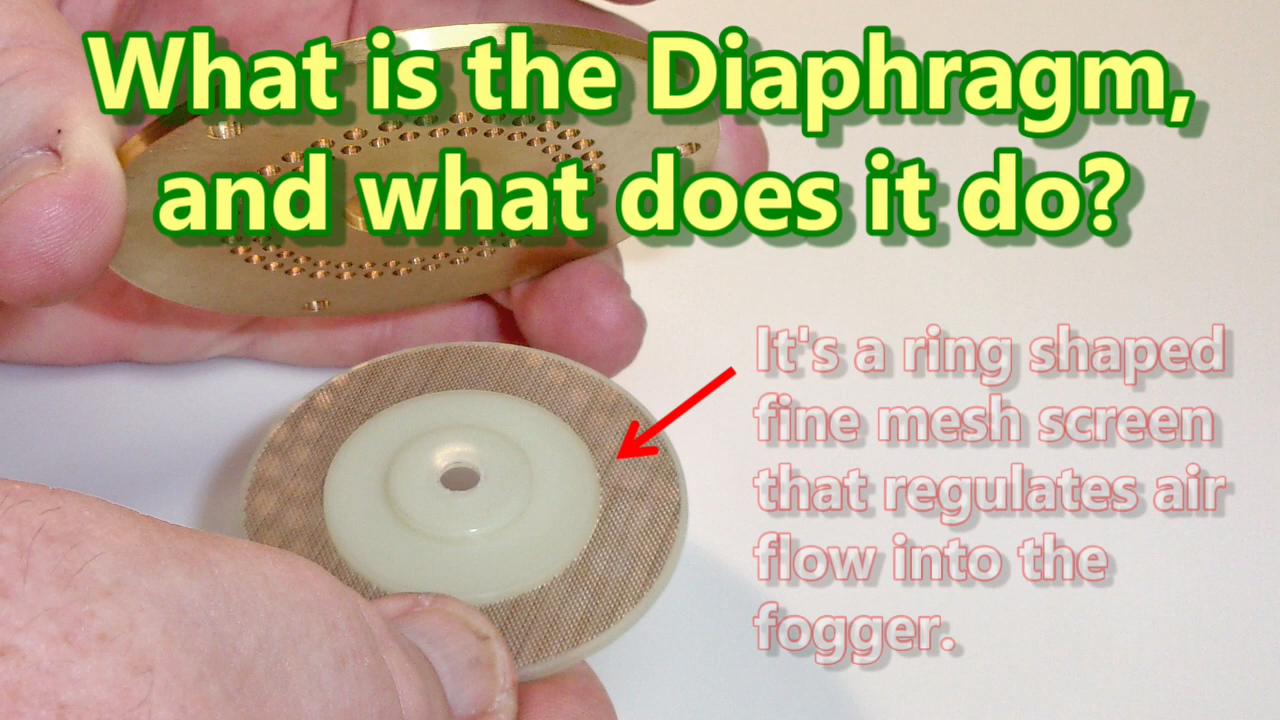 What is the Diaphragm,
and what does it do?
It's a ring shaped
fine mesh screen
that regulates air
flow into the
fogger.